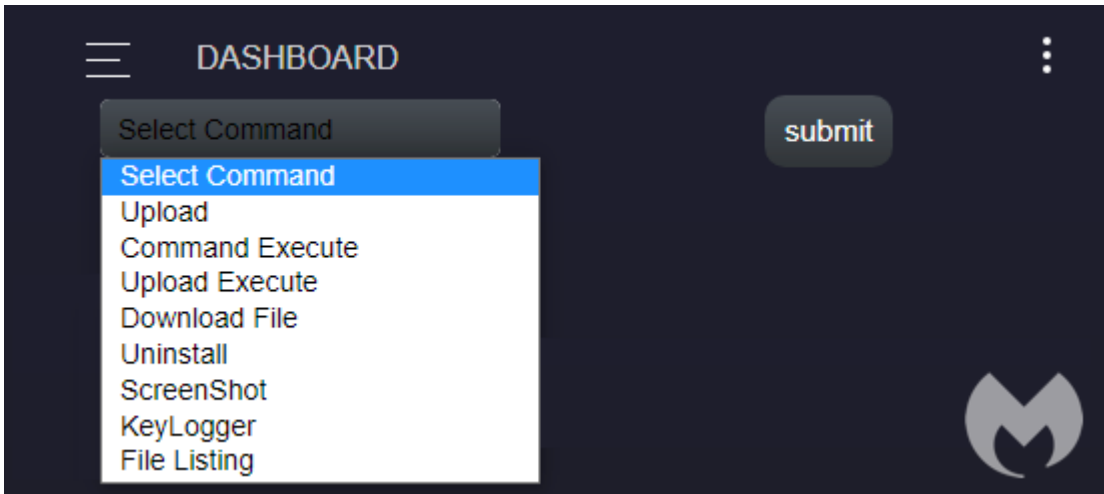 DASHBOARD
Select Command
submit
Select Command
Upload
Command Execute
Upload Execute
Download File
Uninstall
ScreenShot
KeyLogger
File Listing